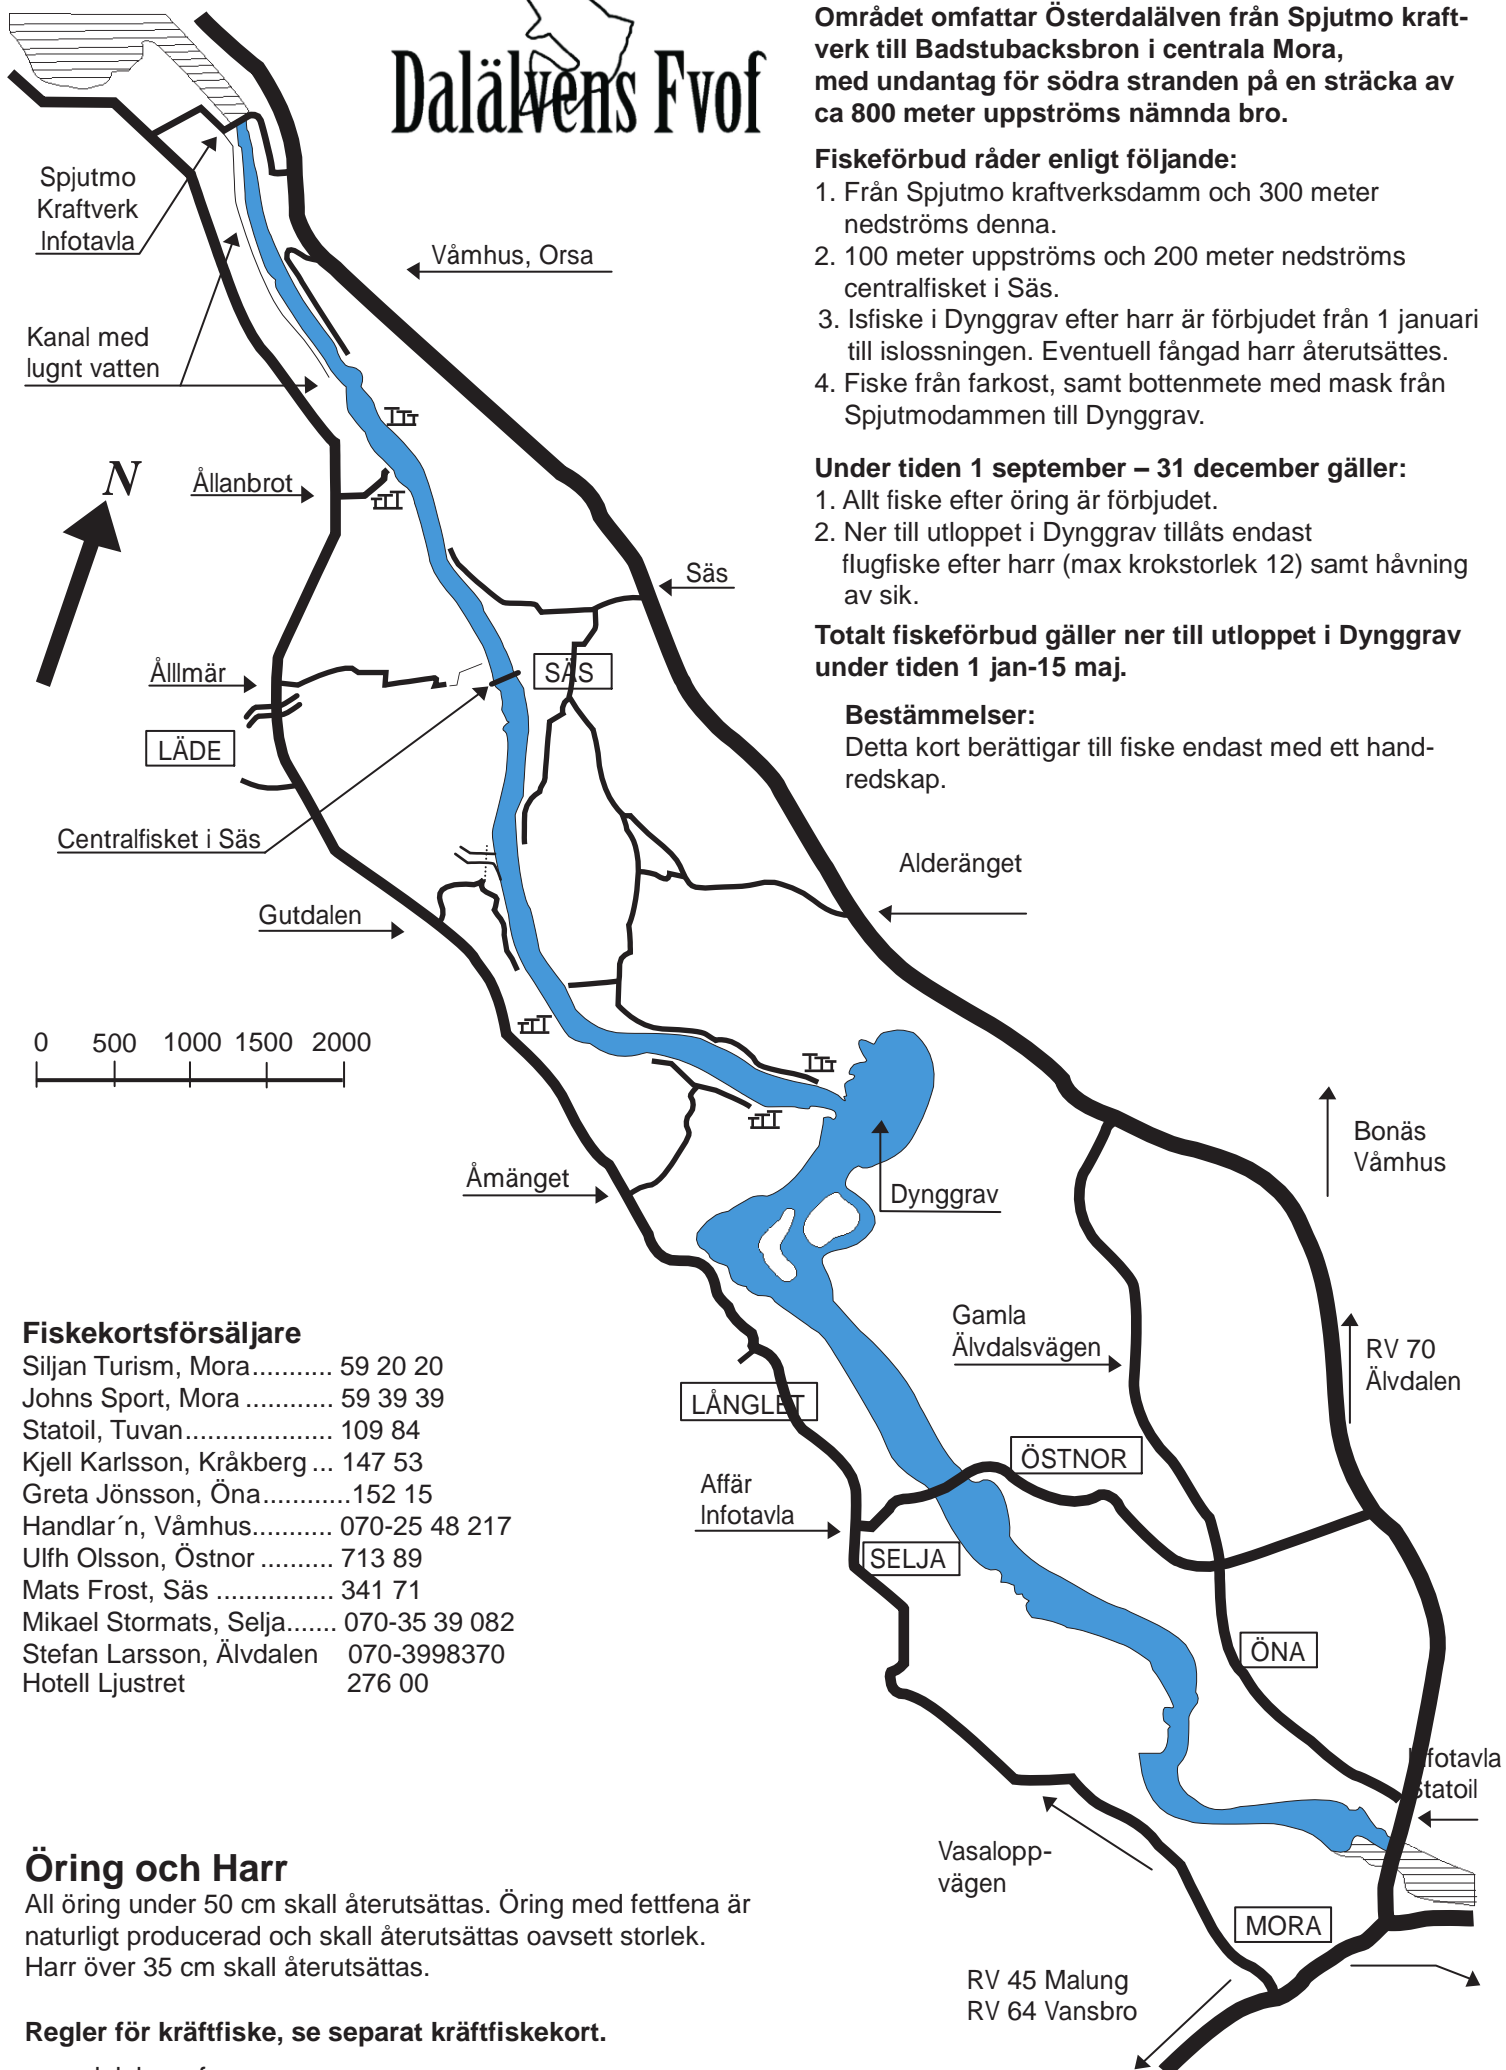 Dalälvens Fvof
Området omfattar Österdalälven från Spjutmo kraft-
verk till Badstubacksbron i centrala Mora,
med undantag för södra stranden på en sträcka av
ca 800 meter uppströms nämnda bro.
Fiskeförbud råder enligt följande:
1. Från Spjutmo kraftverksdamm och 300 meter
nedströms denna.
2. 100 meter uppströms och 200 meter nedströms
centralfisket i Säs.
3. Isfiske i Dynggrav efter harr är förbjudet från 1 januari
till islossningen. Eventuell fångad harr återutsättes.
4. Fiske från farkost, samt bottenmete med mask från
Spjutmodammen till Dynggrav.
Under tiden 1 september – 31 december gäller:
1. Allt fiske efter öring är förbjudet.
2. Ner till utloppet i Dynggrav tillåts endast
flugfiske efter harr (max krokstorlek 12) samt håvning
av sik.
Totalt fiskeförbud gäller ner till utloppet i Dynggrav
under tiden 1 jan-15 maj.
Bestämmelser:
Detta kort berättigar till fiske endast med ett hand-
redskap.
Spjutmo
Kraftverk
Infotavla
Våmhus, Orsa
Kanal med
lugnt vatten
N
Ållanbrot
Säs
Ålllmär
SÄS
LÄDE
Centralfisket i Säs
Alderänget
Gutdalen
0 500 1000 1500 2000
Bonäs
Våmhus
Åmänget
Dynggrav
Gamla
Älvdalsvägen
RV 70
Älvdalen
LÅNGLET
ÖSTNOR
Affär
Infotavla
SELJA
ÖNA
Infotavla
Statoil
Vasalopp-
vägen
MORA
RV 45 Malung
RV 64 Vansbro
Fiskekortsförsäljare
Siljan Turism, Mora........... 59 20 20
Johns Sport, Mora ............ 59 39 39
Statoil, Tuvan.................... 109 84
Kjell Karlsson, Kråkberg ... 147 53
Greta Jönsson, Öna............152 15
Handlar´n, Våmhus........... 070-25 48 217
Ulfh Olsson, Östnor .......... 713 89
Mats Frost, Säs ................ 341 71
Mikael Stormats, Selja....... 070-35 39 082
Stefan Larsson, Älvdalen 070-3998370
Hotell Ljustret 276 00
Öring och Harr
All öring under 50 cm skall återutsättas. Öring med fettfena är
naturligt producerad och skall återutsättas oavsett storlek.
Harr över 35 cm skall återutsättas.
Regler för kräftfiske, se separat kräftfiskekort.